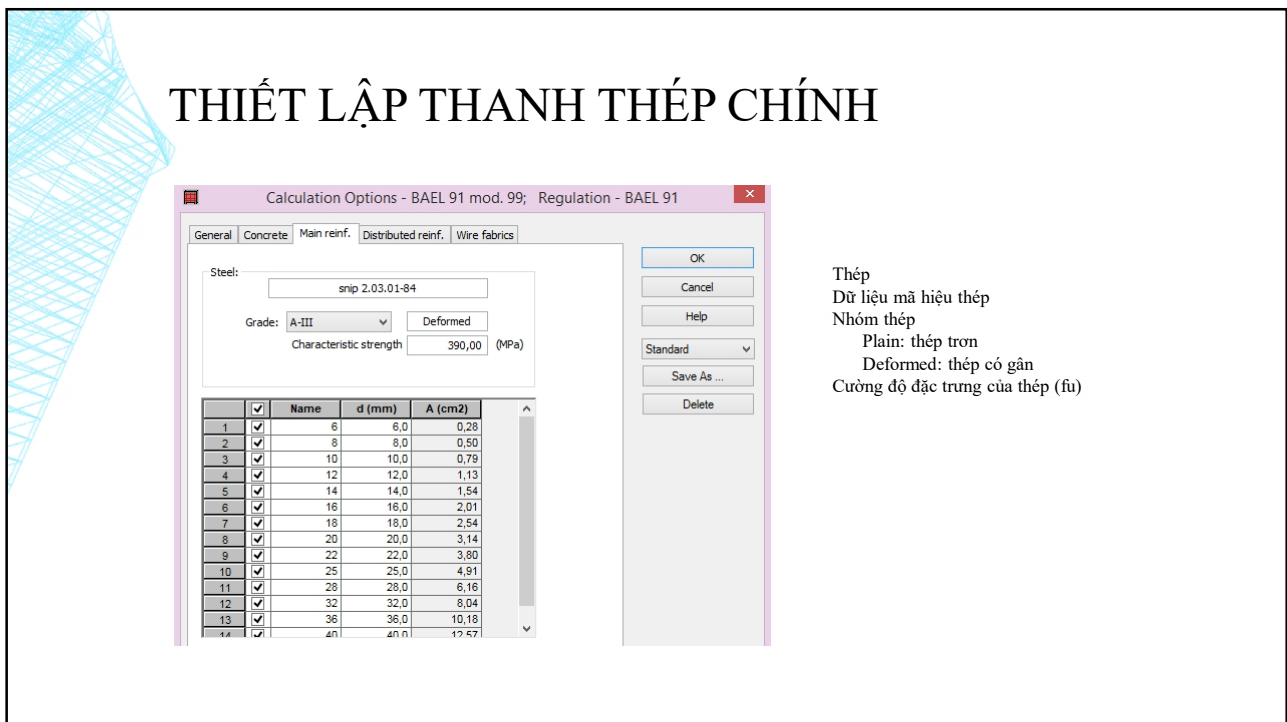 THIẾT LẬP THANH THÉP CHÍNH
Calculation Options - BAEL 91 mod. 99; Regulation - BAEL 91
General Concrete Main reinf. Distributed reinf. Wire fabrics
Steel:
snip 2.03.01-84
Grade: A-III Deformed
Characteristic strength 390,00 (MPa)
Name d (mm) A (cm2)
1 6 6,0 0,28
2 8 8,0 0,50
3 10 10,0 0,79
4 12 12,0 1,13
5 14 14,0 1,54
6 16 16,0 2,01
7 18 18,0 2,54
8 20 20,0 3,14
9 22 22,0 3,80
10 25 25,0 4,91
11 28 28,0 6,16
12 32 32,0 8,04
13 36 36,0 10,18
14 40 40,0 12,57
OK
Cancel
Help
Standard
Save As ...
Delete
Thép
Dữ liệu mã hiệu thép
Nhóm thép
Plain: thép trơn
Deformed: thép có gân
Cường độ đặc trưng của thép (fu)